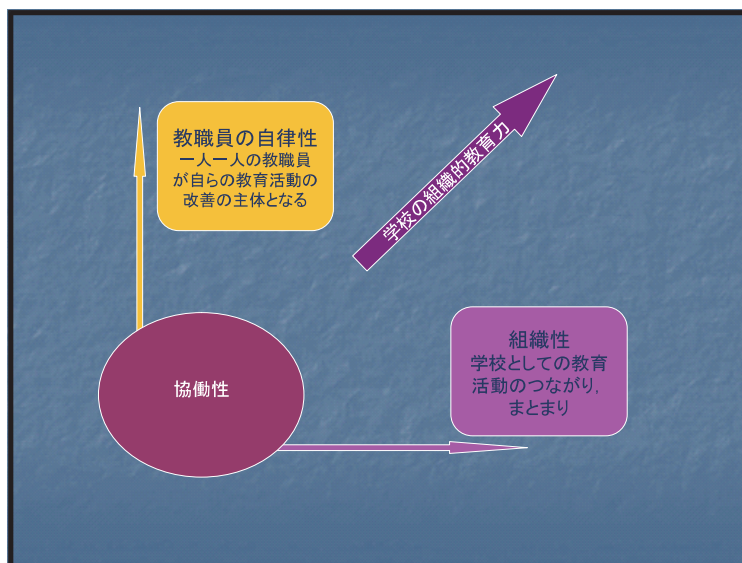 教職員の自律性
一人一人の教職員
が自らの教育活動の
改善の主体となる
学校の組織的教育力
組織性
学校としての教育
活動のつながり,
まとまり
協働性